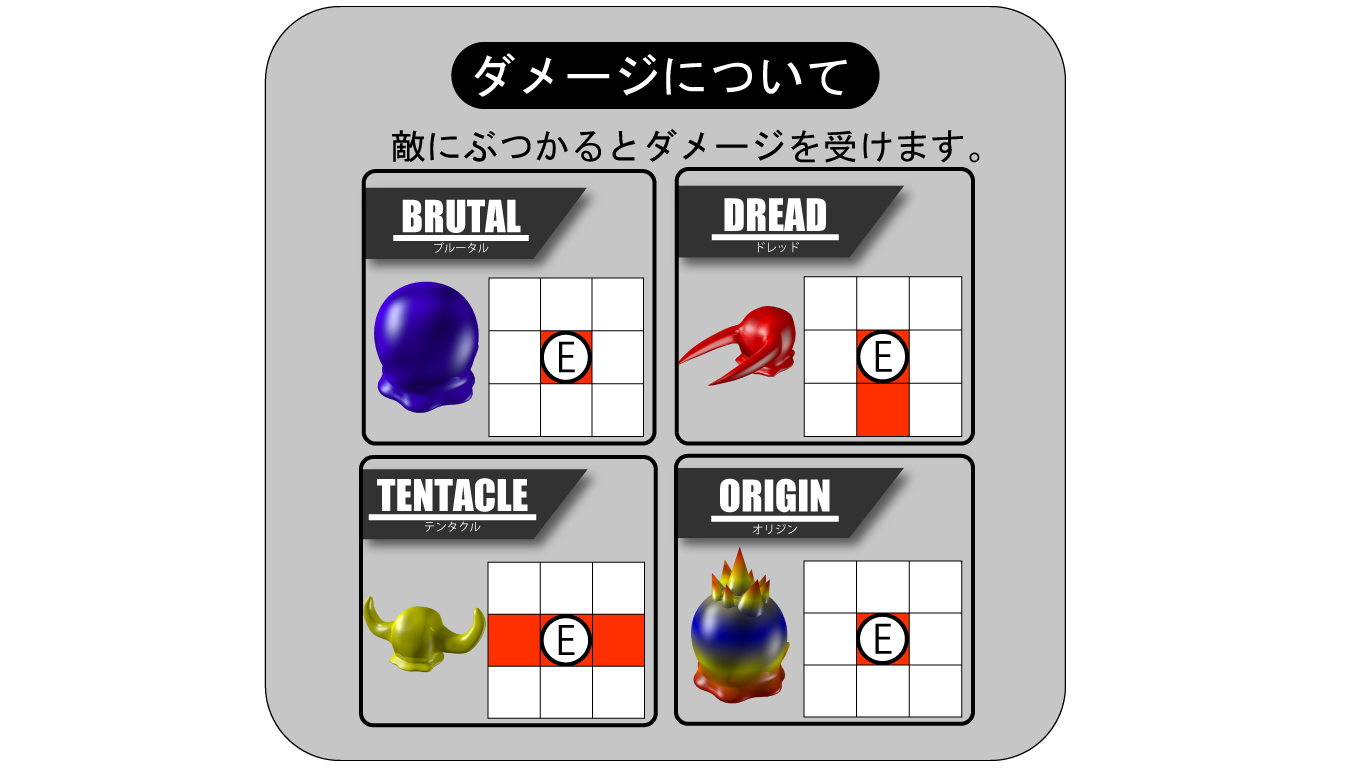 ダメージについて
敵にぶつかるとダメージを受けます。
BRUTAL
ブルータル
E
DREAD
ドレッド
E
TENTACLE
テンタクル
E
ORIGIN
オリジン
E